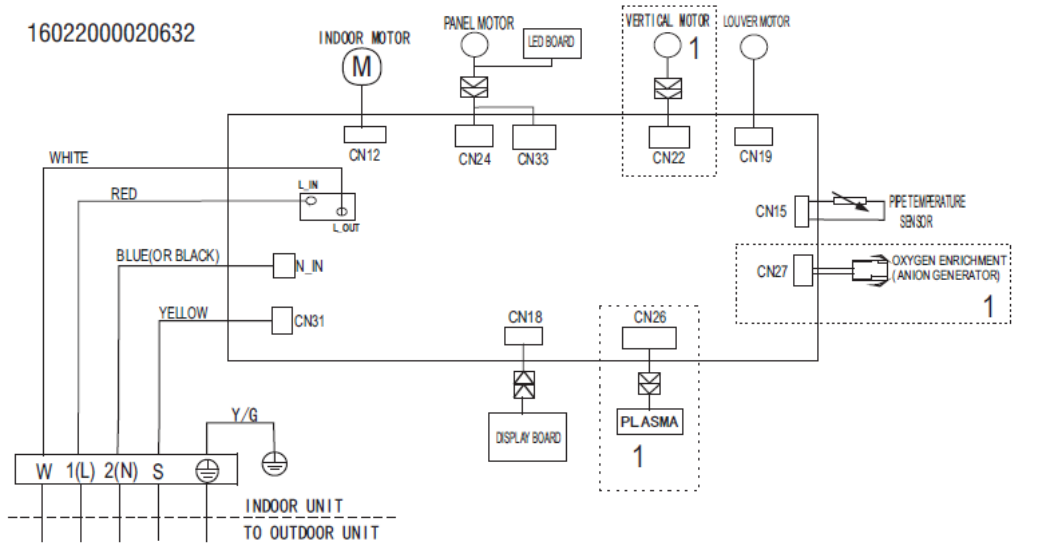 16022000020632
INDOOR MOTOR
M
PANEL MOTOR
LED BOARD
VERTICAL MOTOR
1
LOUVER MOTOR
CN12
CN24
CN33
CN22
CN19
WHITE
RED
L_IN
L_OUT
BLUE(OR BLACK)
N_IN
YELLOW
CN31
CN15
PIPE TEMPERATURE
SENSOR
CN27
OXYGEN ENRICHMENT
(ANION GENERATOR)
1
CN18
CN26
DISPLAY BOARD
PLASMA
1
Y/G
W 1(L) 2(N) S
INDOOR UNIT
TO OUTDOOR UNIT